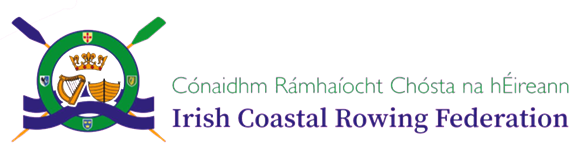 Cónaidhm Rámhaíocht Chósta na hÉireann
Irish Coastal Rowing Federation